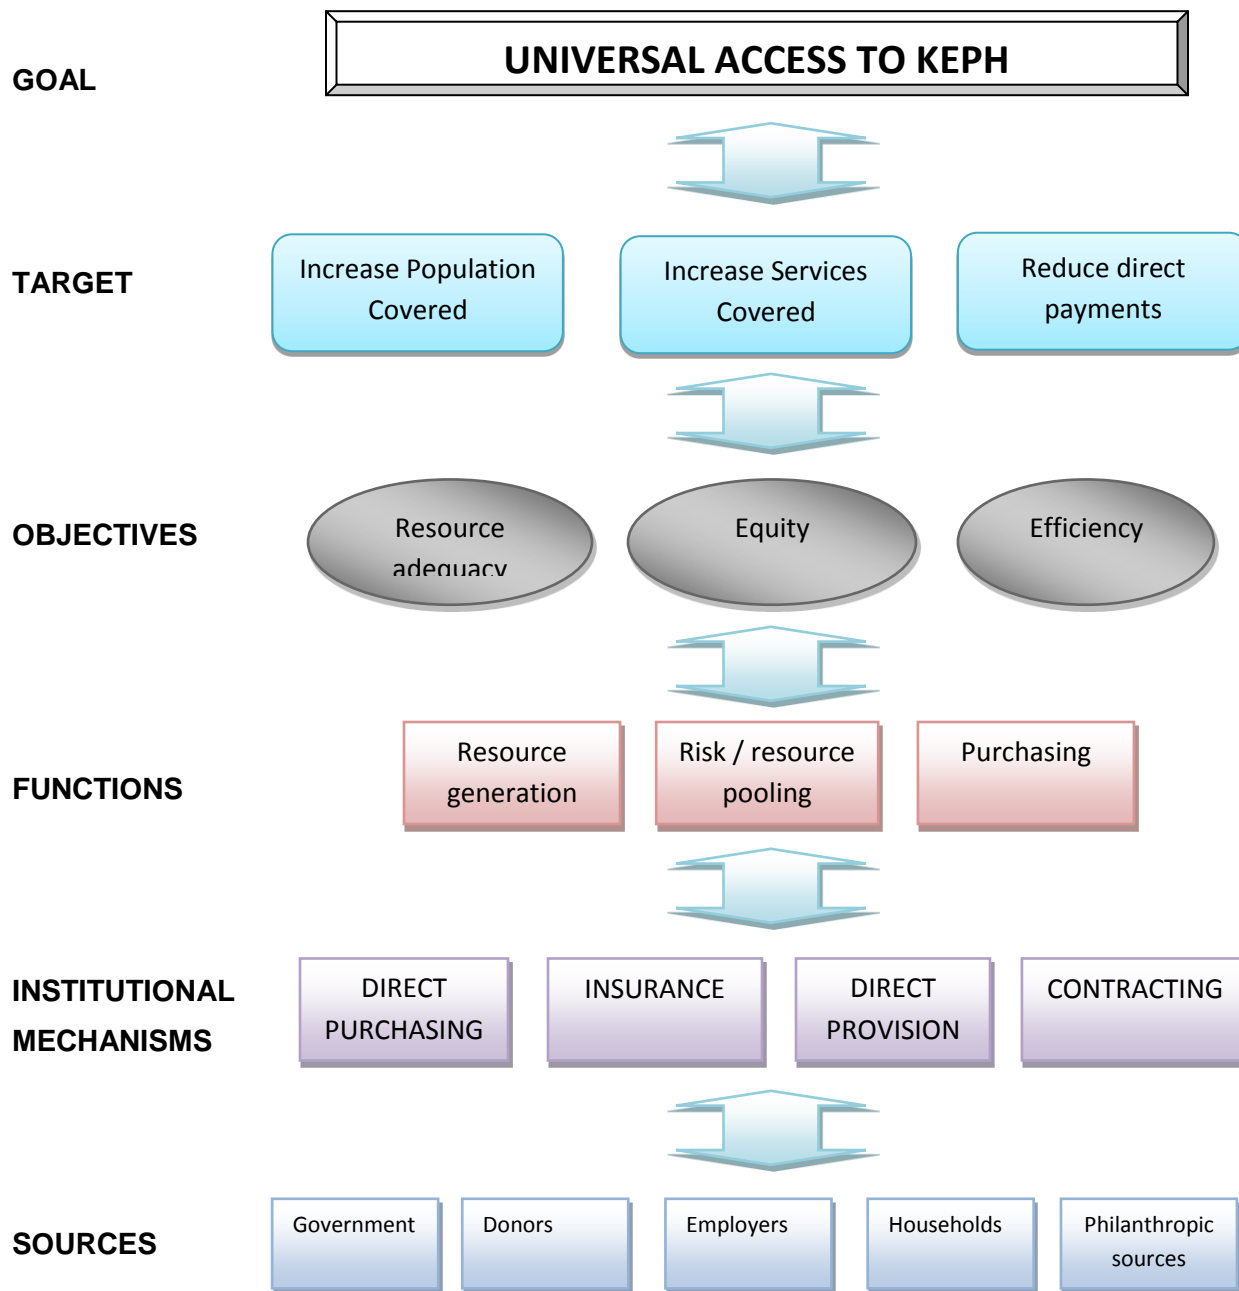 GOAL
UNIVERSAL ACCESS TO KEPH
TARGET
Increase Population
Covered
Increase Services
Covered
Reduce direct
payments
OBJECTIVES
Resource
adequacy
Equity
Efficiency
FUNCTIONS
Resource
generation
Risk / resource
pooling
Purchasing
INSTITUTIONAL
MECHANISMS
DIRECT
PURCHASING
INSURANCE
DIRECT
PROVISION
CONTRACTING
SOURCES
Government
Donors
Employers
Households
Philanthropic
sources